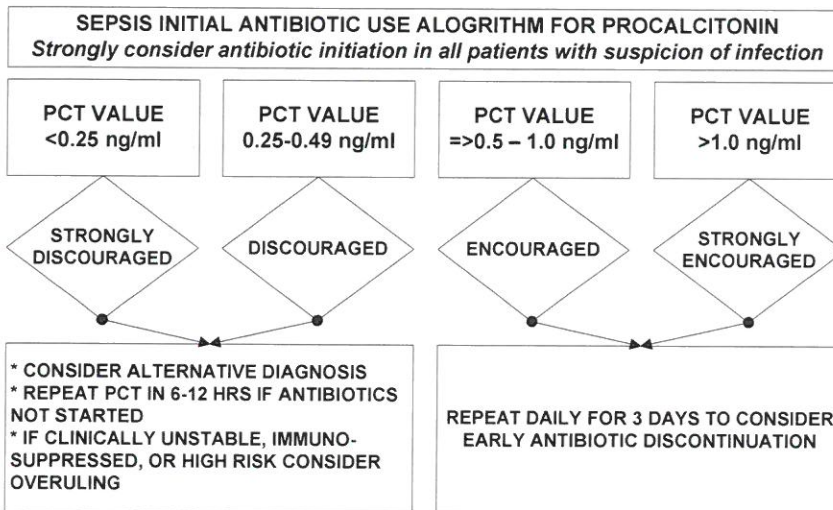 SEPSIS INITIAL ANTIBIOTIC USE ALOGRITHM FOR PROCALCITONIN
Strongly consider antibiotic initiation in all patients with suspicion of infection
PCT VALUE
<0.25 ng/ml
PCT VALUE
0.25-0.49 ng/ml
PCT VALUE
=>0.5 – 1.0 ng/ml
PCT VALUE
>1.0 ng/ml
STRONGLY
DISCOURAGED
DISCOURAGED
ENCOURAGED
STRONGLY
ENCOURAGED
* CONSIDER ALTERNATIVE DIAGNOSIS
* REPEAT PCT IN 6-12 HRS IF ANTIBIOTICS
NOT STARTED
* IF CLINICALLY UNSTABLE, IMMUNO-
SUPPRESSED, OR HIGH RISK CONSIDER
OVERULING
REPEAT DAILY FOR 3 DAYS TO CONSIDER
EARLY ANTIBIOTIC DISCONTINUATION